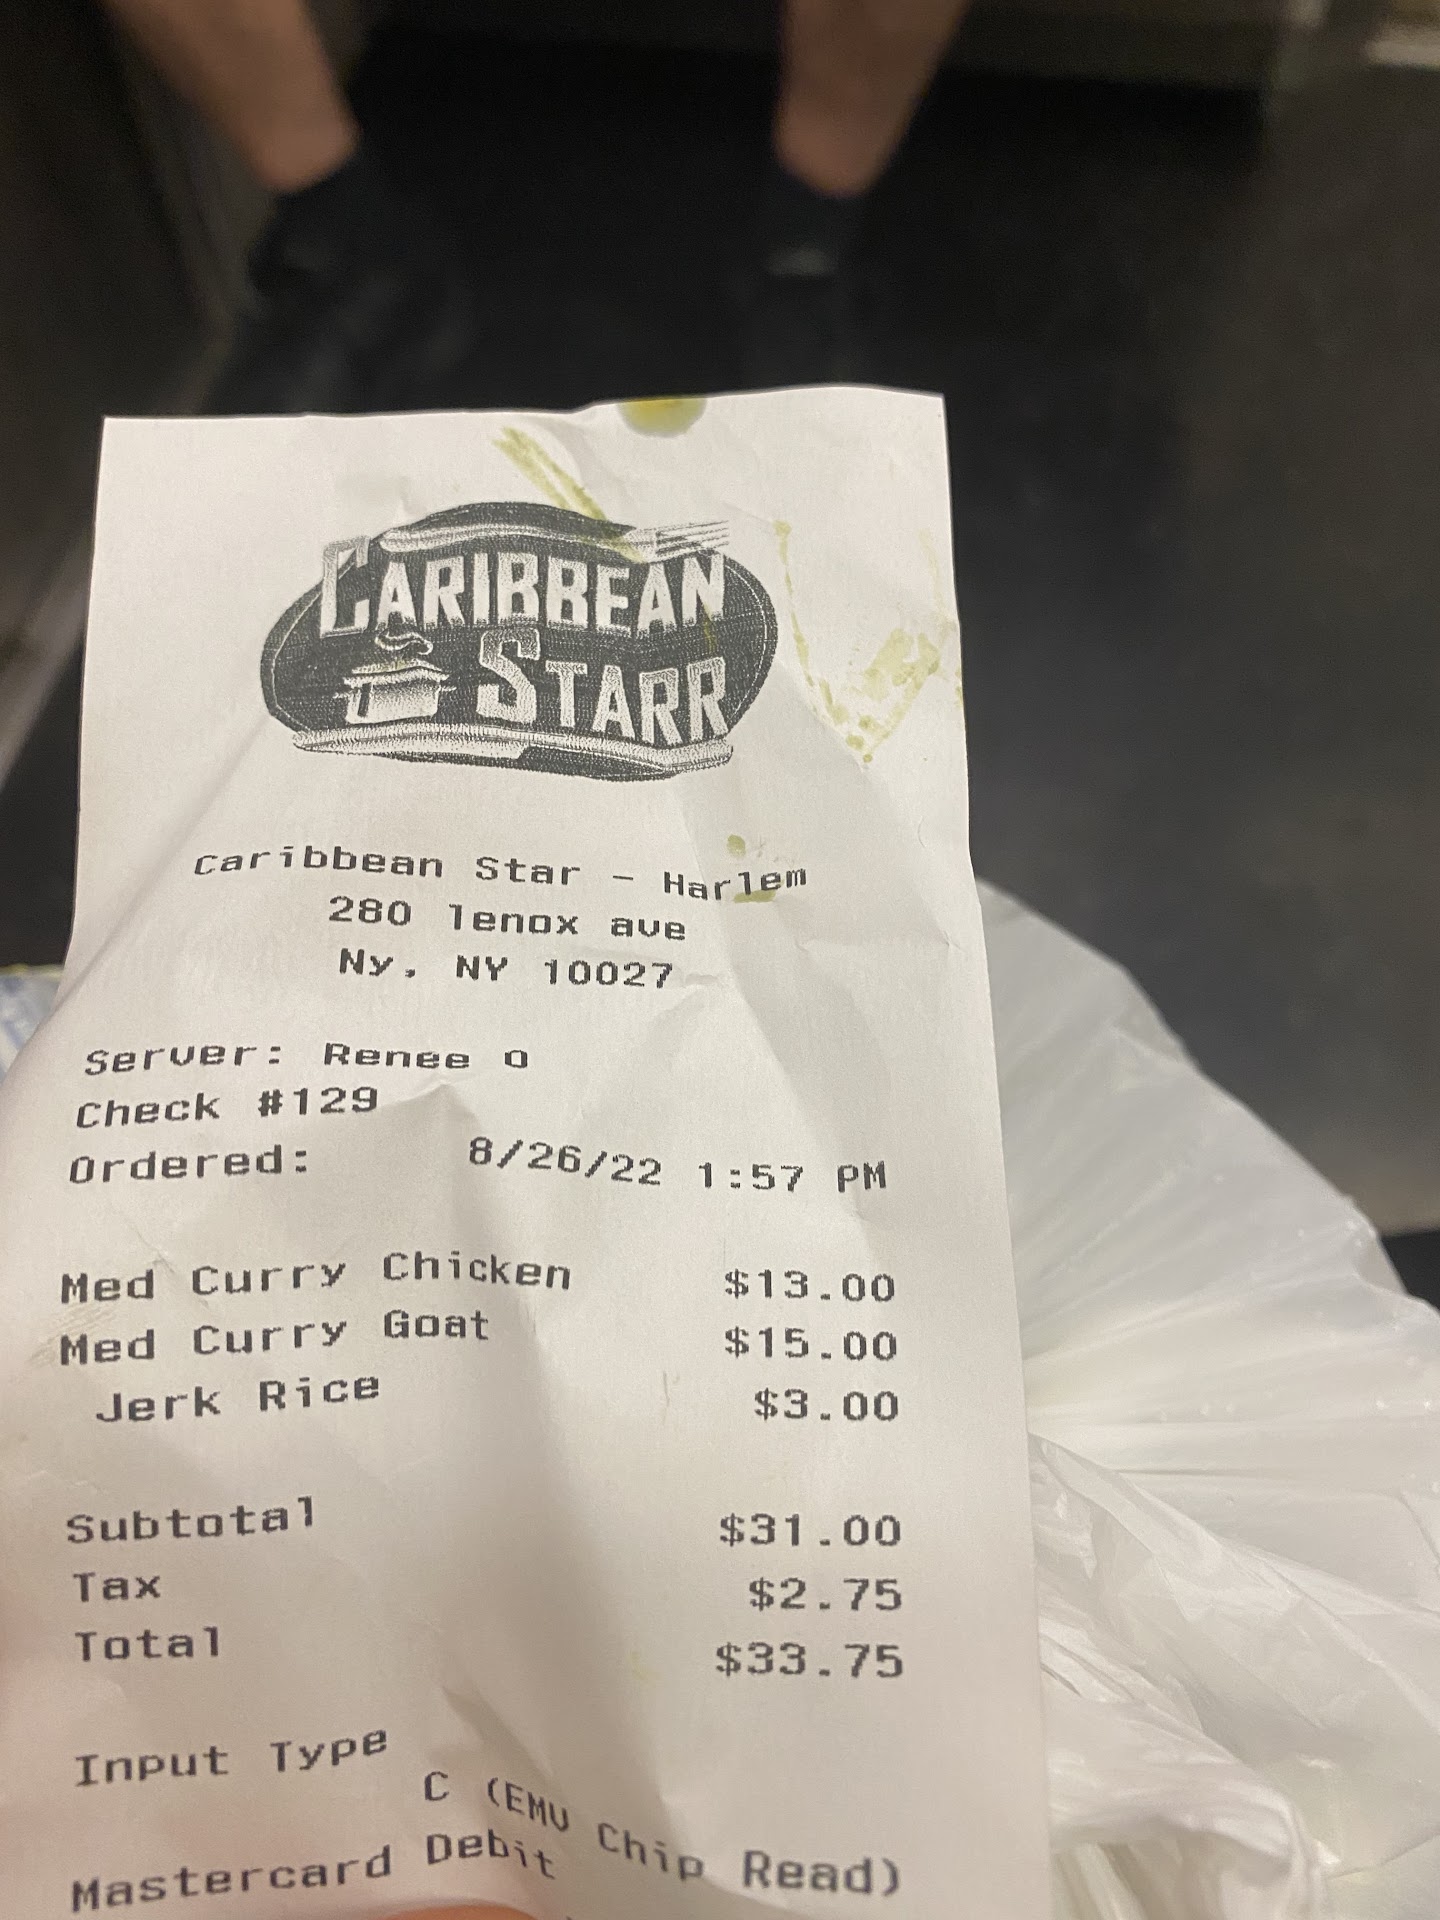 CARIBBEAN
STARR
Caribbean Star - Harlem
280 lenox ave
Ny, NY 10027
Server: Renee O
Check #129
Ordered: 8/26/22 1:57 PM
Med Curry Chicken $13.00
Med Curry Goat $15.00
Jerk Rice $3.00
Subtotal $31.00
Tax $2.75
Total $33.75
Input Type
C (EMV Chip Read)
Mastercard Debit